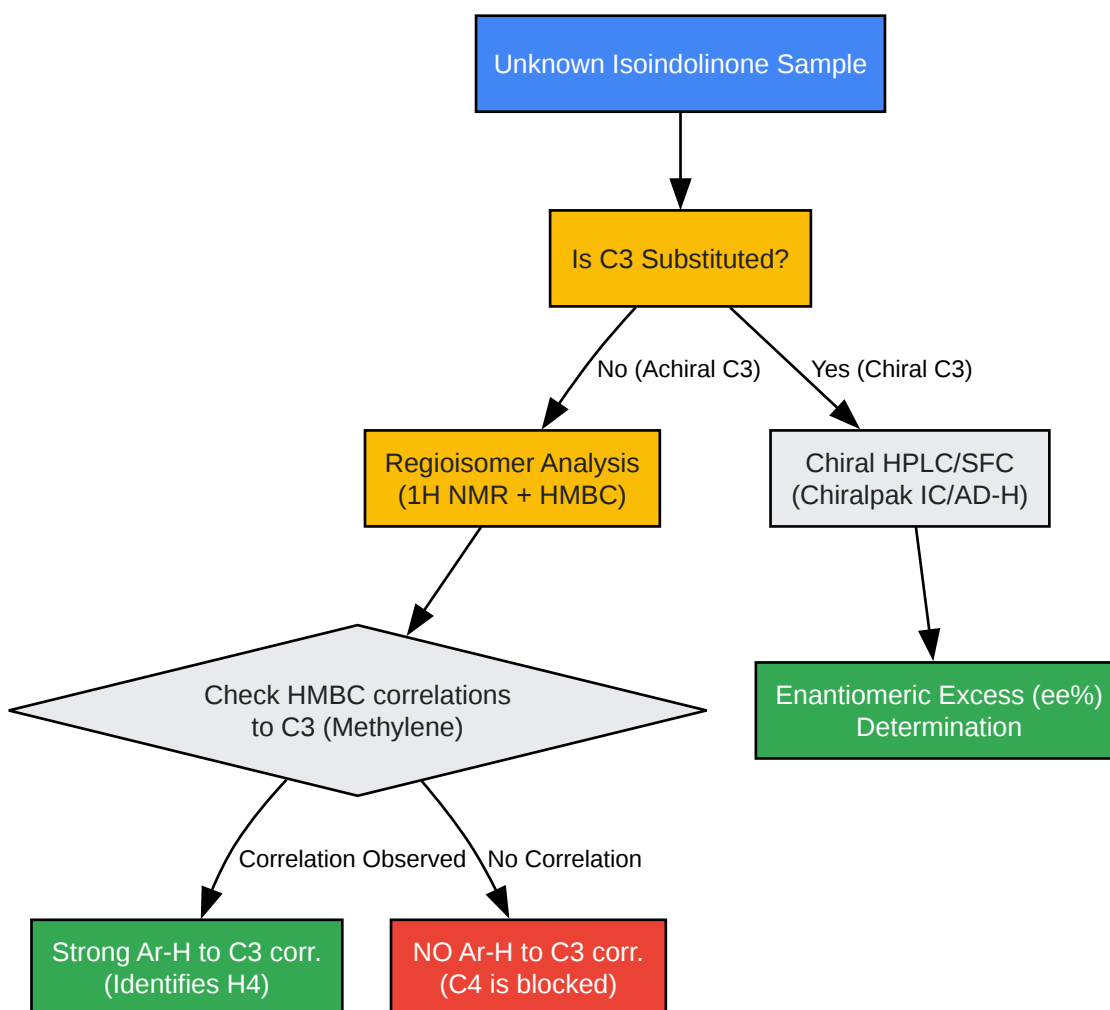 Unknown Isoindolinone Sample
Is C3 Substituted?
No (Achiral C3)
Yes (Chiral C3)
Regioisomer Analysis
(1H NMR + HMBC)
Chiral HPLC/SFC
(Chiralpak IC/AD-H)
Check HMBC correlations
to C3 (Methylene)
Enantiomeric Excess (ee%)
Determination
Correlation Observed
No Correlation
Strong Ar-H to C3 corr.
(Identifies H4)
NO Ar-H to C3 corr.
(C4 is blocked)